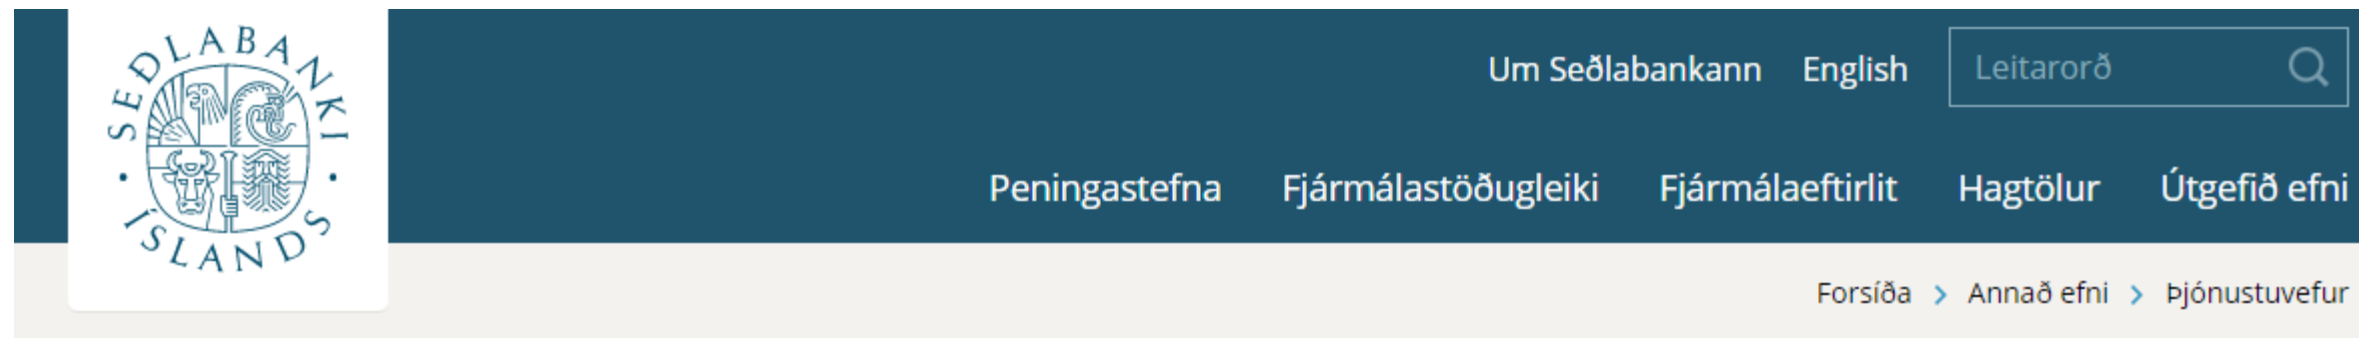 SEÐLABANKI
ÍSLANDS
Um Seðlabankann English Leitarorð
Peningastefna Fjármálastöðugleiki Fjármálaeftirlit Hagtölur Útgefið efni
Forsíða > Annað efni > Þjónustuvefur